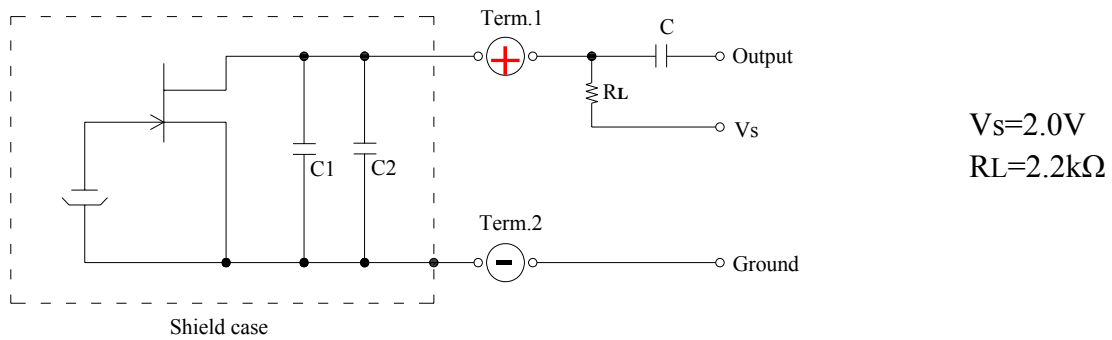 Term.1
C
Output
RL
Vs
Vs=2.0V
RL=2.2kΩ
C1
C2
Term.2
Ground
Shield case